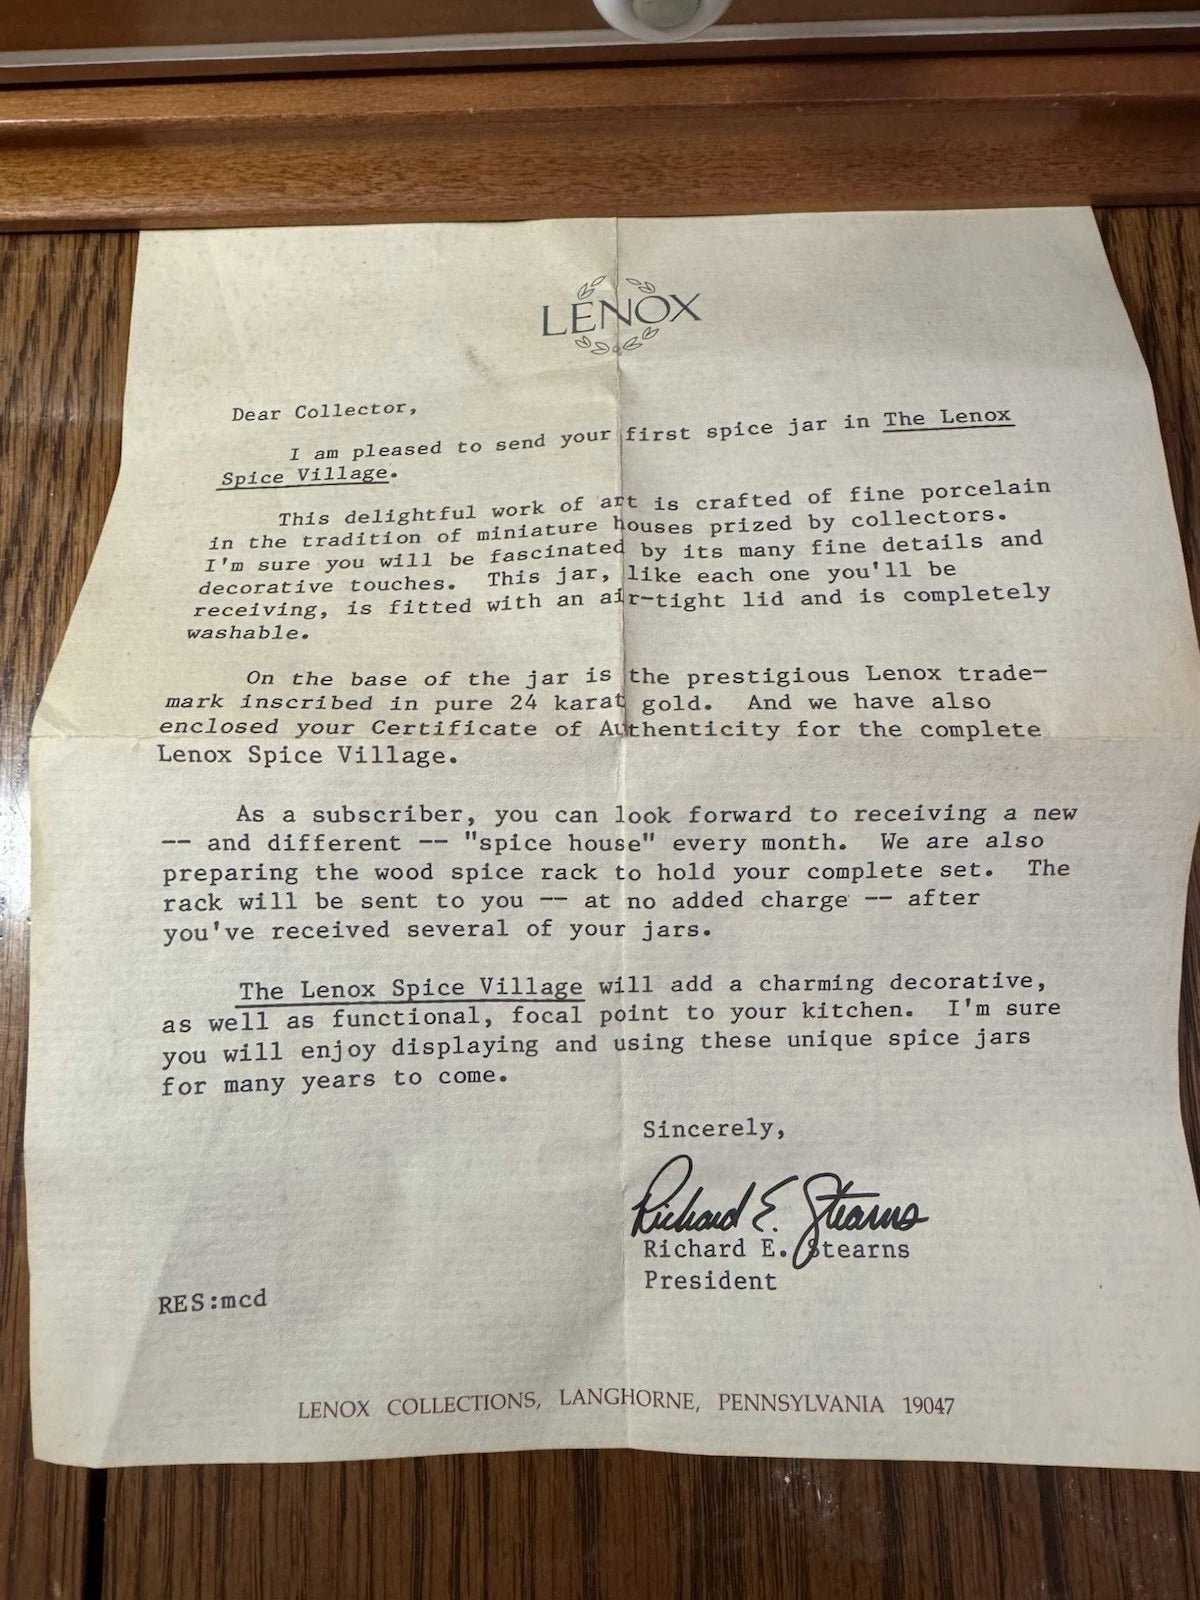 LENOX
Dear Collector,
I am pleased to send your first spice jar in The Lenox
Spice Village.
This delightful work of art is crafted of fine porcelain
in the tradition of miniature houses prized by collectors.
I'm sure you will be fascinated by its many fine details and
decorative touches. This jar, like each one you'll be
receiving, is fitted with an air-tight lid and is completely
washable.
On the base of the jar is the prestigious Lenox trade-
mark inscribed in pure 24 karat gold. And we have also
enclosed your Certificate of Authenticity for the complete
Lenox Spice Village.
As a subscriber, you can look forward to receiving a new
-- and different -- "spice house" every month. We are also
preparing the wood spice rack to hold your complete set. The
rack will be sent to you -- at no added charge -- after
you've received several of your jars.
The Lenox Spice Village will add a charming decorative,
as well as functional, focal point to your kitchen. I'm sure
you will enjoy displaying and using these unique spice jars
for many years to come.
Sincerely,
Richard E. Stearns
Richard E. Stearns
President
RES:mcd
LENOX COLLECTIONS, LANGHORNE, PENNSYLVANIA 19047